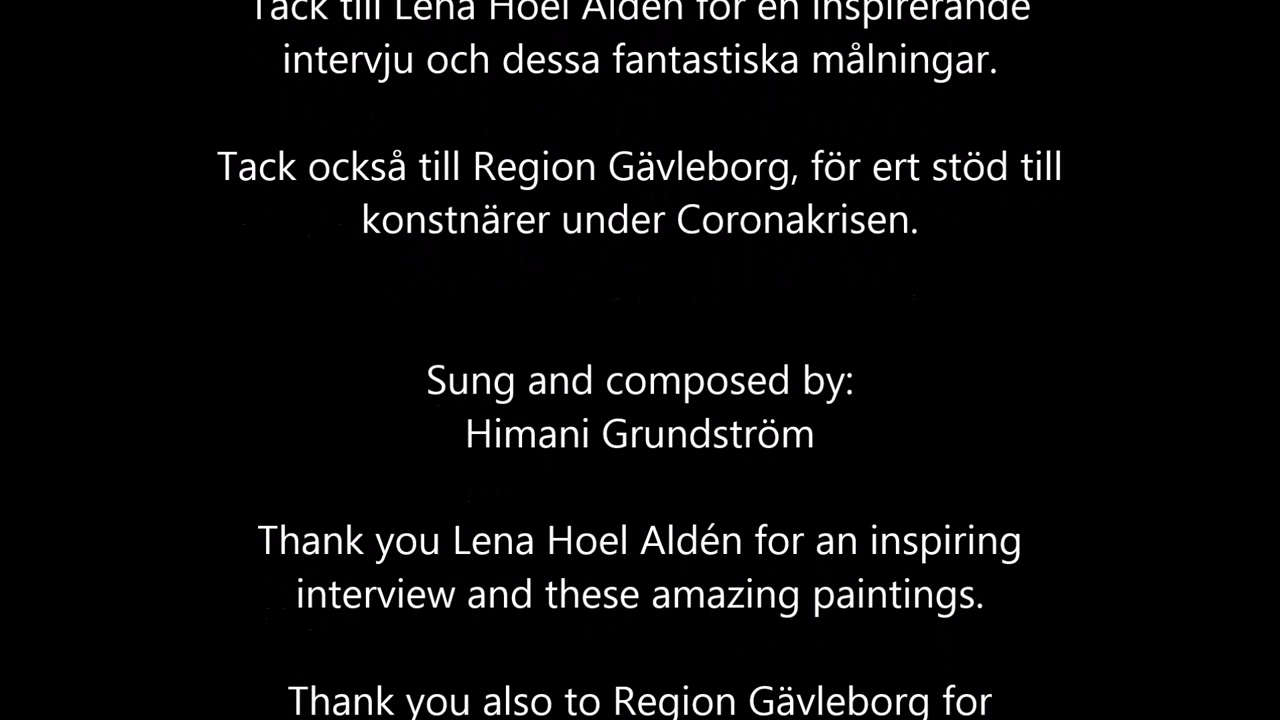 Tack till Lena Hoel Aldén för en inspirerande
intervju och dessa fantastiska målningar.
Tack också till Region Gävleborg, för ert stöd till
konstnärer under Coronakrisen.
Sung and composed by:
Himani Grundström
Thank you Lena Hoel Aldén for an inspiring
interview and these amazing paintings.
Thank you also to Region Gävleborg for